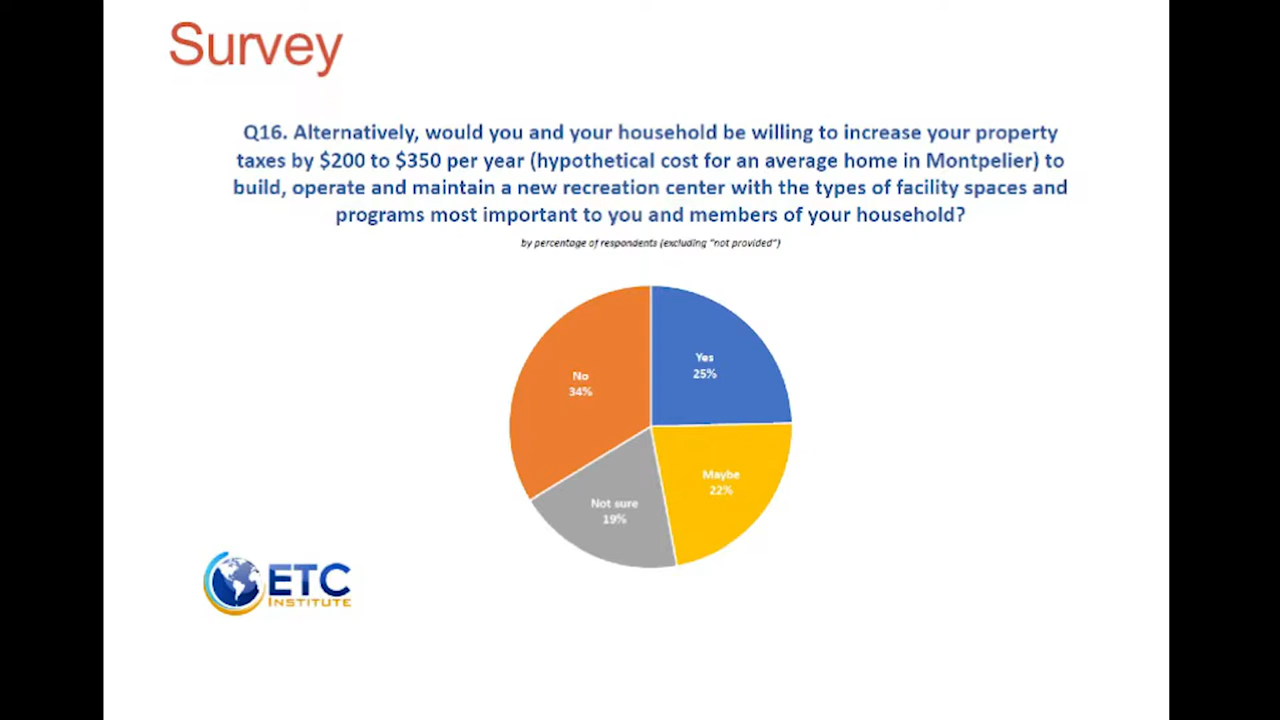 Survey
Q16. Alternatively, would you and your household be willing to increase your property
taxes by $200 to $350 per year (hypothetical cost for an average home in Montpelier) to
build, operate and maintain a new recreation center with the types of facility spaces and
programs most important to you and members of your household?
by percentage of respondents (excluding "not provided")
Yes
25%
No
34%
Maybe
22%
Not sure
19%
ETC
INSTITUTE